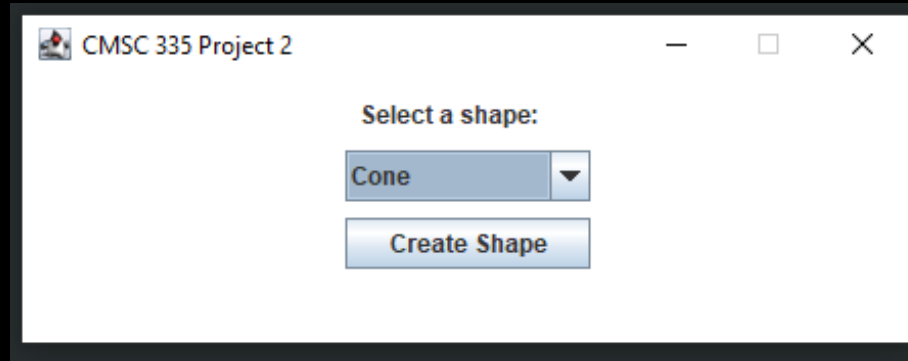 CMSC 335 Project 2
Select a shape:
Cone
Create Shape